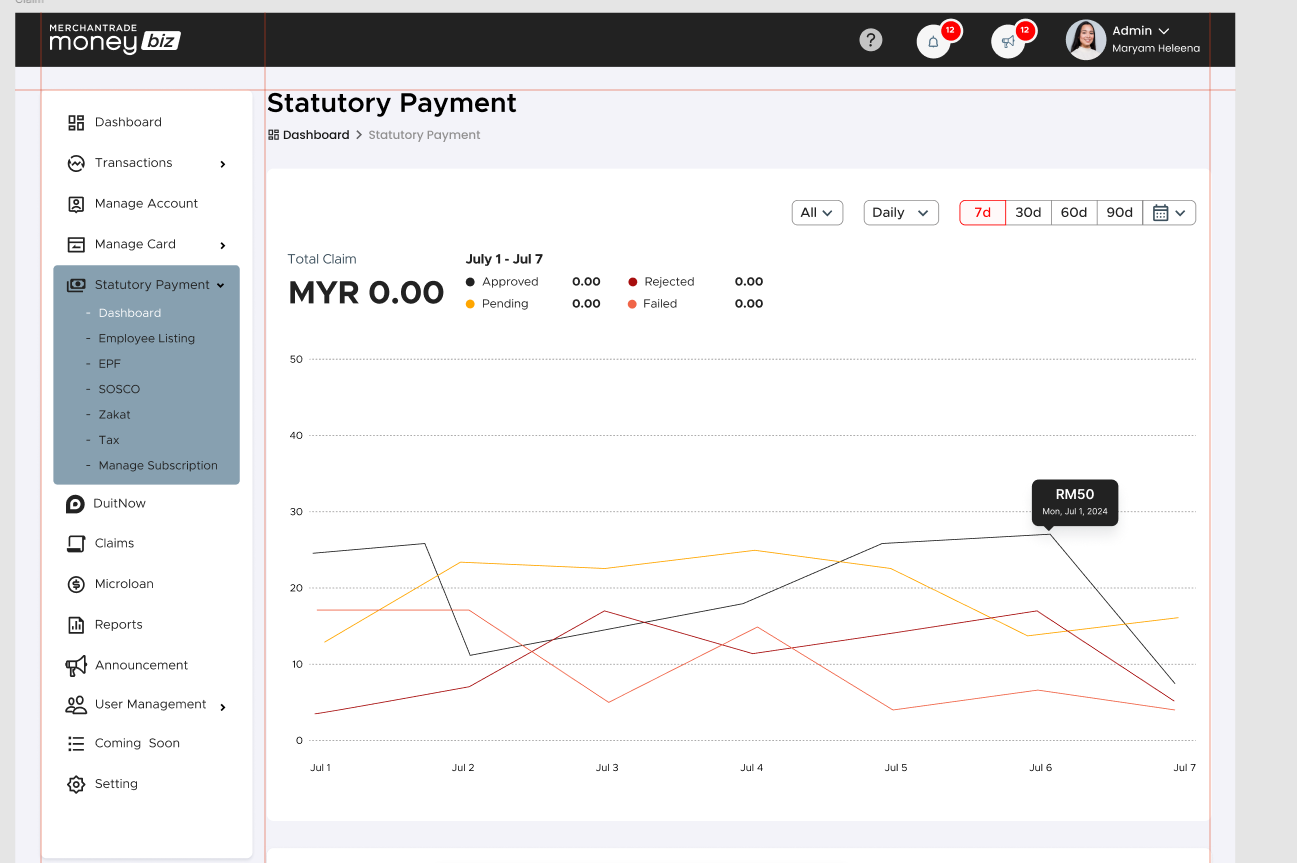 Claim
MERCHANTRADE
money biz
?
12
12
Admin
Maryam Heleena
Dashboard
Transactions
Manage Account
Manage Card
Statutory Payment
- Dashboard
- Employee Listing
- EPF
- SOSCO
- Zakat
- Tax
- Manage Subscription
DuitNow
Claims
Microloan
Reports
Announcement
User Management
Coming Soon
Setting
Statutory Payment
Dashboard > Statutory Payment
All
Daily
7d 30d 60d 90d
Total Claim
MYR 0.00
July 1 - Jul 7
Approved 0.00 Rejected 0.00
Pending 0.00 Failed 0.00
50
40
30
20
10
0
RM50
Mon, Jul 1, 2024
Jul 1 Jul 2 Jul 3 Jul 4 Jul 5 Jul 6 Jul 7